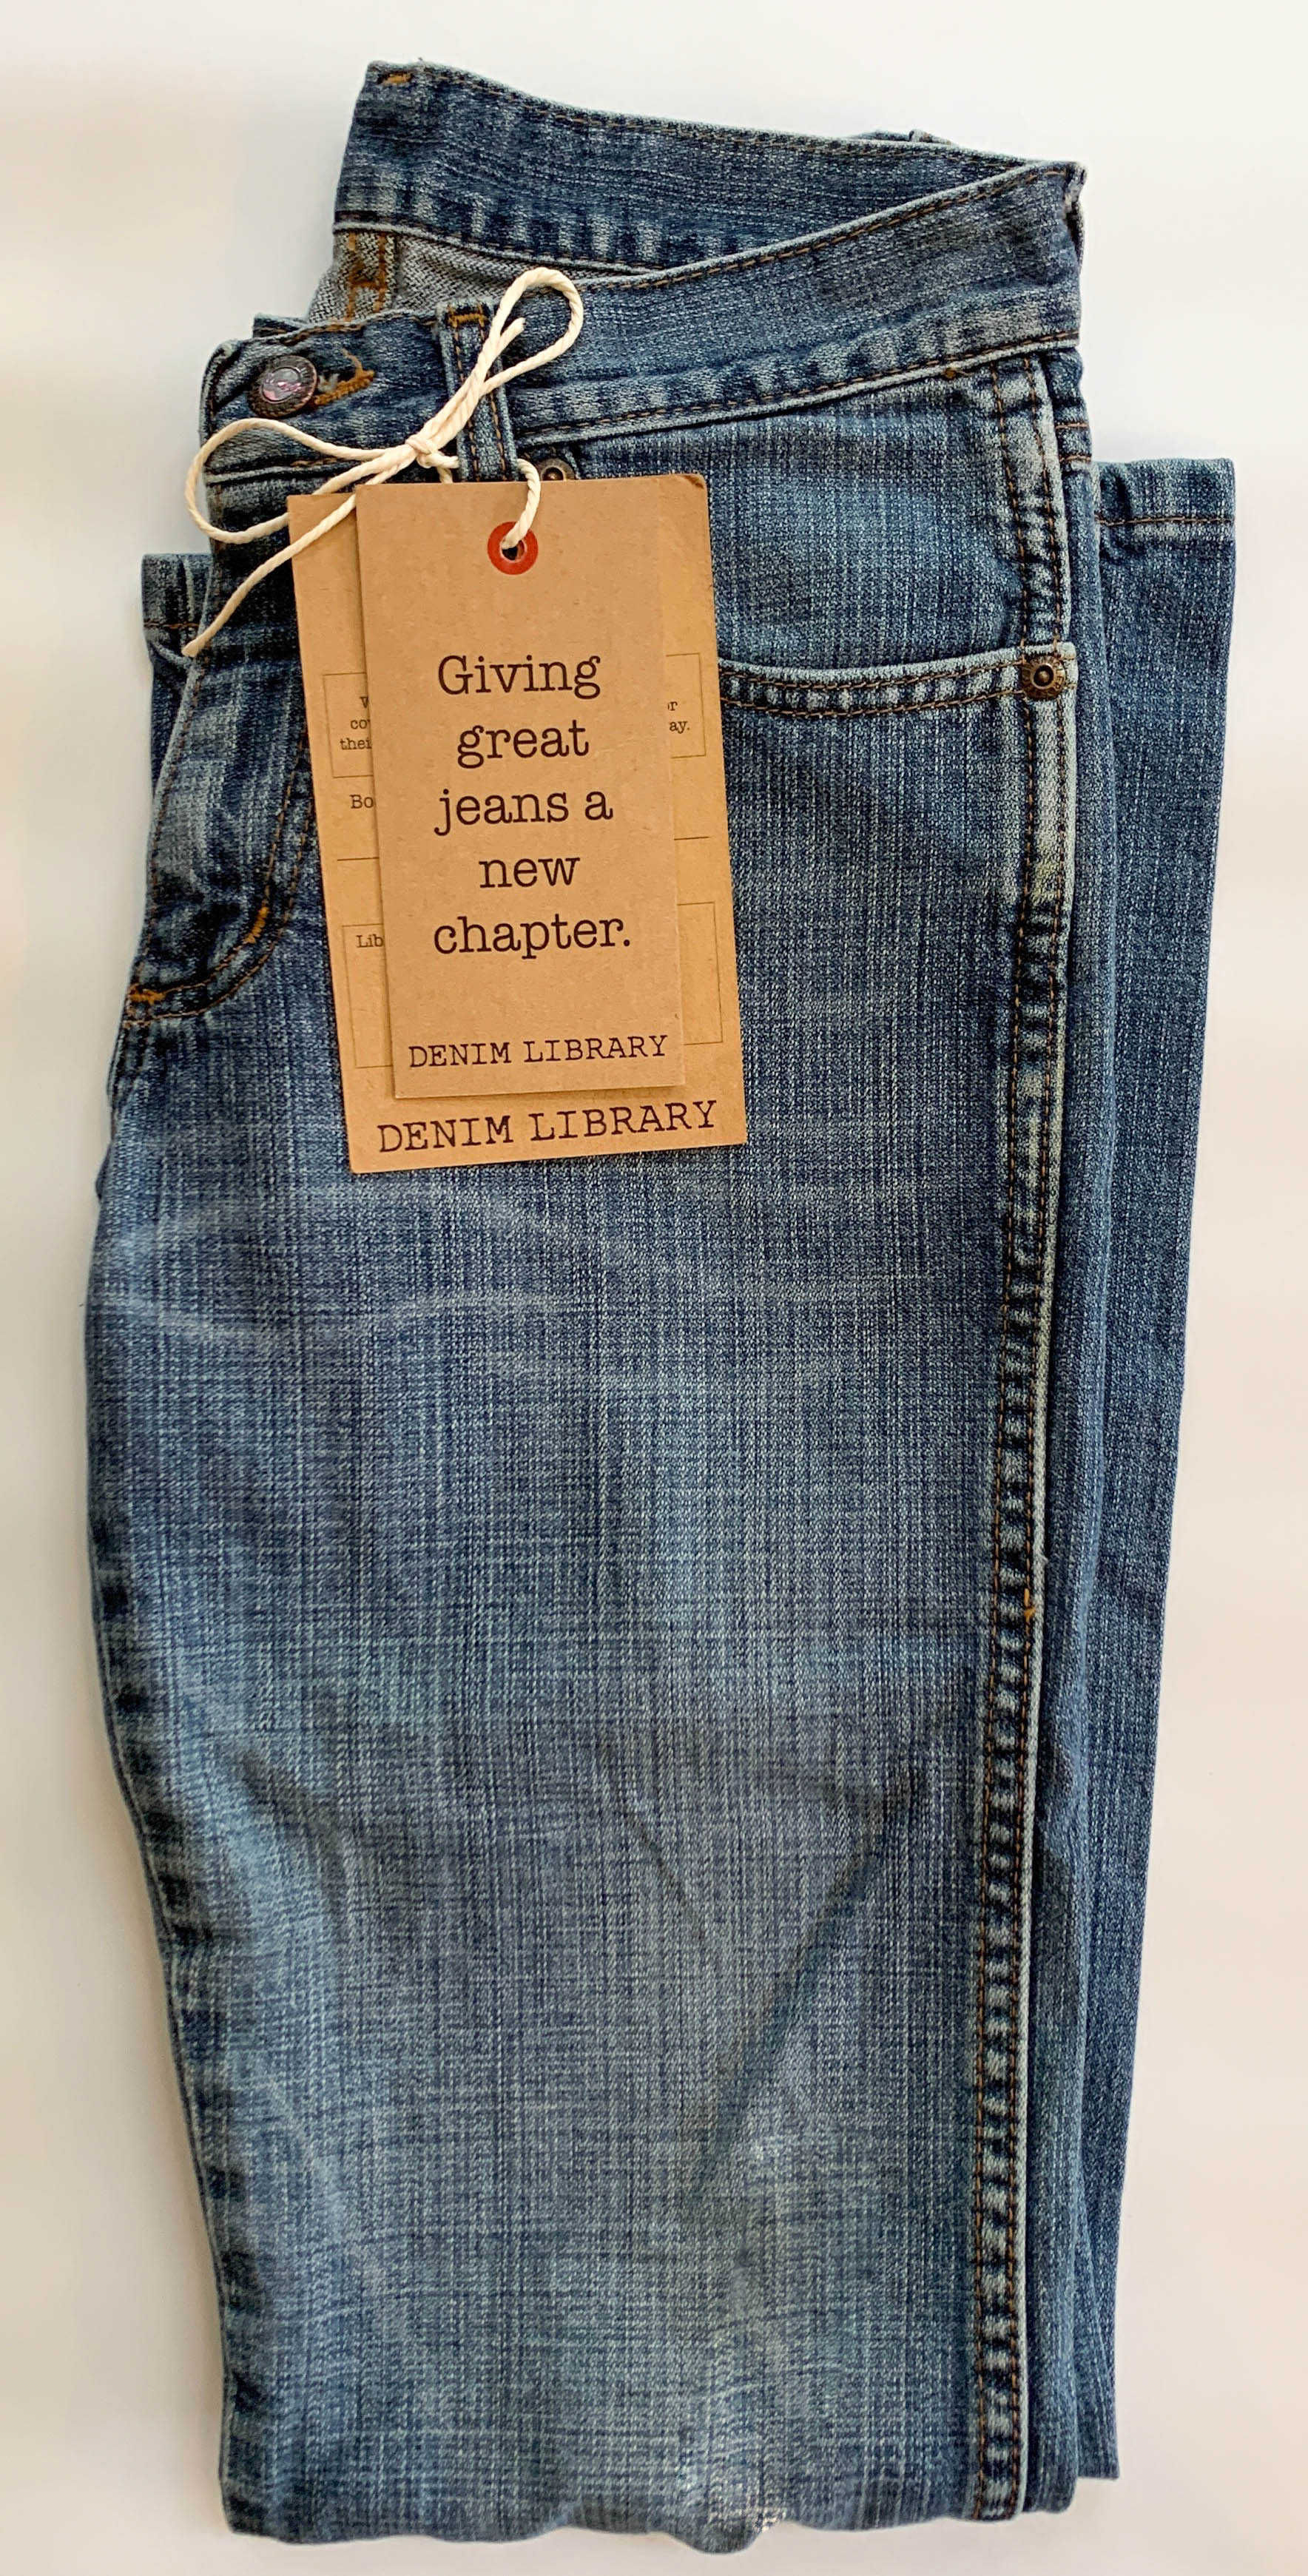 Giving
great
jeans a
new
chapter.
DENIM LIBRARY
DENIM LIBRARY